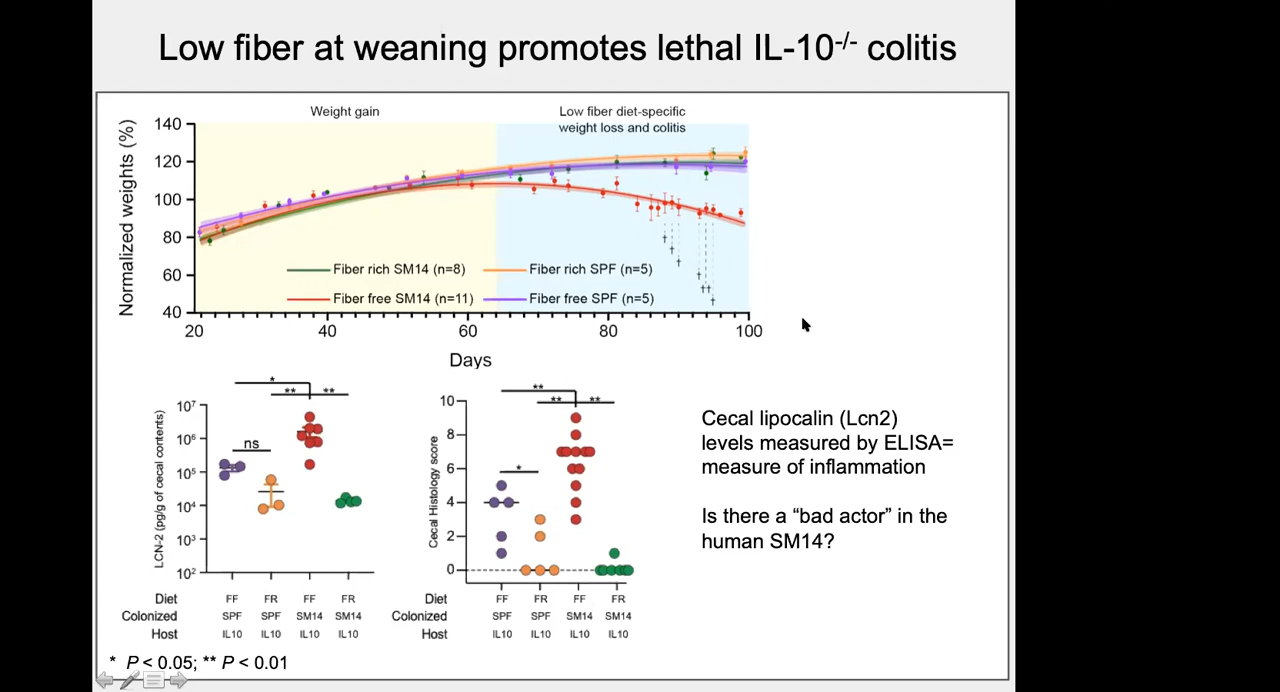 Low fiber at weaning promotes lethal IL-10-/- colitis
Weight gain
Low fiber diet-specific
weight loss and colitis
Normalized weights (%)
140
120
100
80
60
40
Fiber rich SM14 (n=8)
Fiber rich SPF (n=5)
Fiber free SM14 (n=11)
Fiber free SPF (n=5)
† † † † †† †
20 40 60 80 100
Days
LCN-2 (pg/g of cecal contents)
10⁷
10⁶
10⁵
10⁴
10³
10²
* ** ** ns
Diet FF FR FF FR
Colonized SPF SPF SM14 SM14
Host IL10 IL10 IL10 IL10
Cecal Histology score
10
8
6
4
2
0
** ** ** *
Diet FF FR FF FR
Colonized SPF SPF SM14 SM14
Host IL10 IL10 IL10 IL10
Cecal lipocalin (Lcn2)
levels measured by ELISA=
measure of inflammation
Is there a “bad actor” in the
human SM14?
* P < 0.05; ** P < 0.01